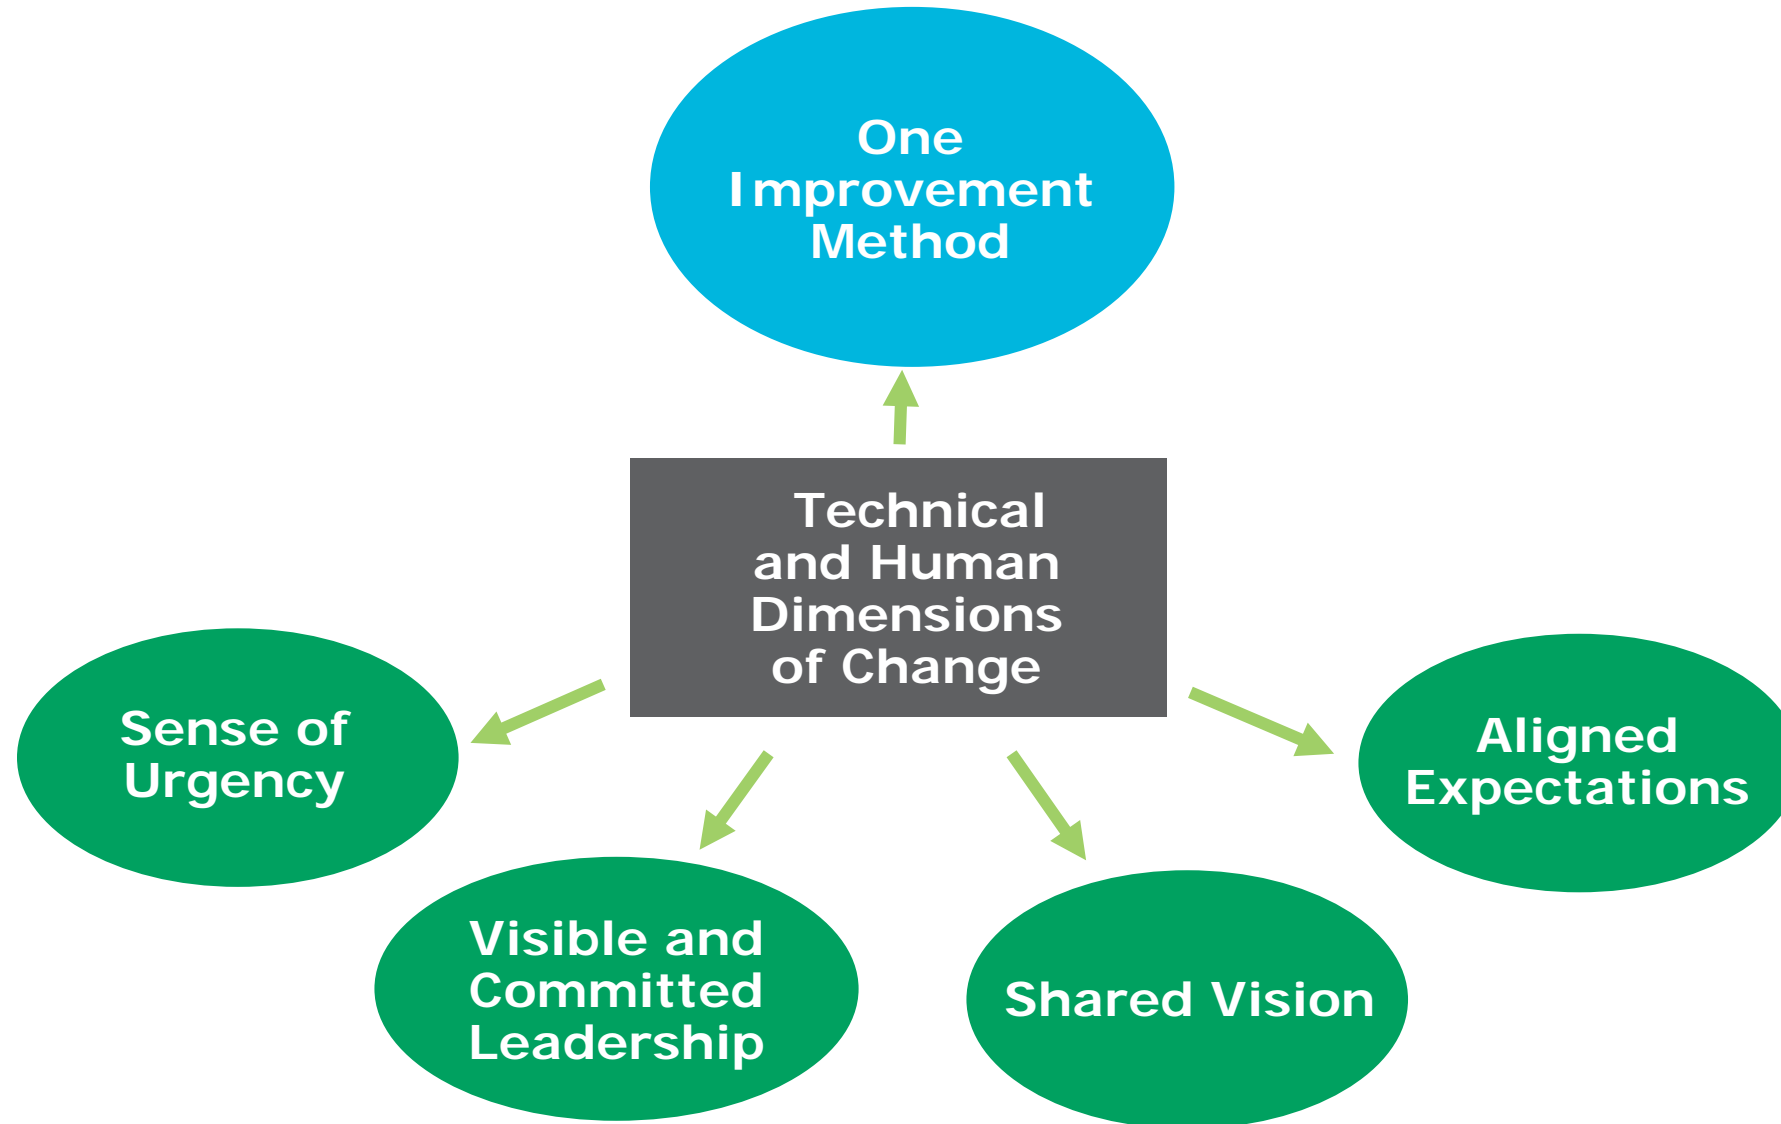 One
Improvement
Method
Technical
and Human
Dimensions
of Change
Sense of
Urgency
Aligned
Expectations
Visible and
Committed
Leadership
Shared Vision